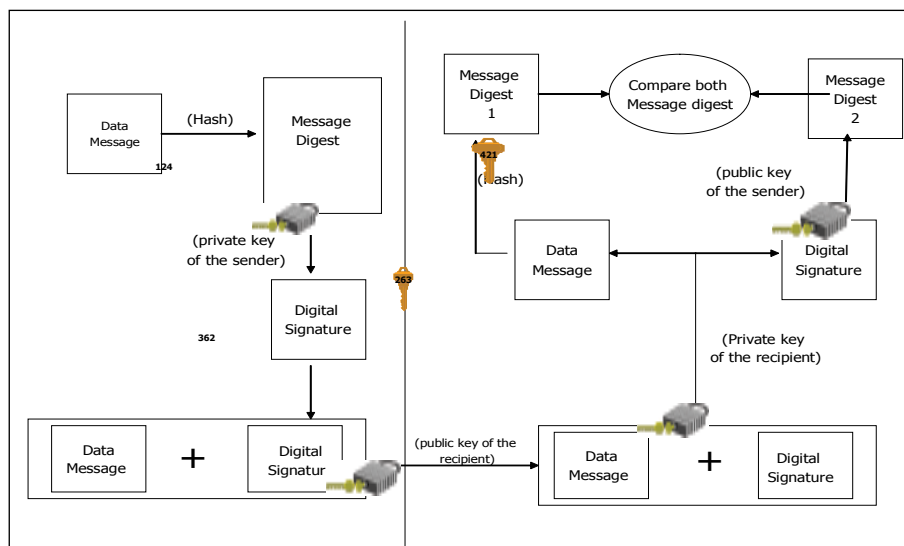 Data
Message
124
(Hash)
Message
Digest
(private key
of the sender)
Digital
Signature
362
Data
Message
+
Digital
Signatur
263
(public key of the
recipient)
Message
Digest
1
Compare both
Message digest
Message
Digest
2
421
(Hash)
(public key
of the sender)
Data
Message
Digital
Signature
(Private key
of the recipient)
Data
Message
+
Digital
Signature